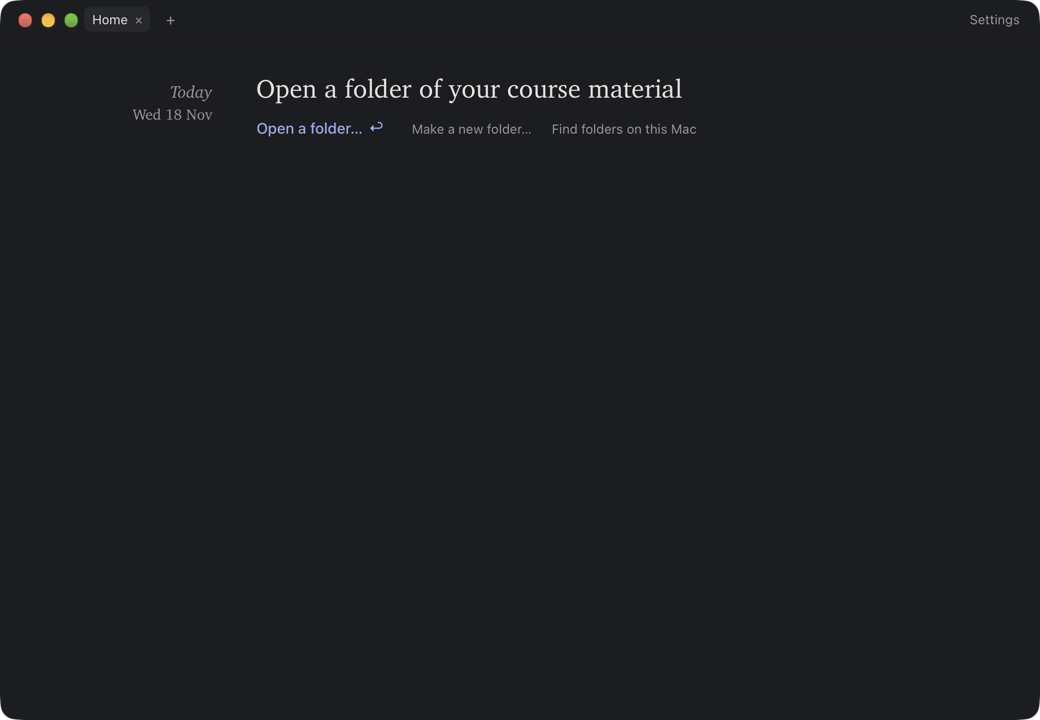 Home × +
Settings
Today
Wed 18 Nov
Open a folder of your course material
Open a folder... ↩ Make a new folder... Find folders on this Mac